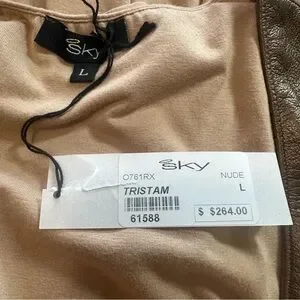 sky
L
sky
O761RX NUDE
TRISTAM L
61588 $ $264.00